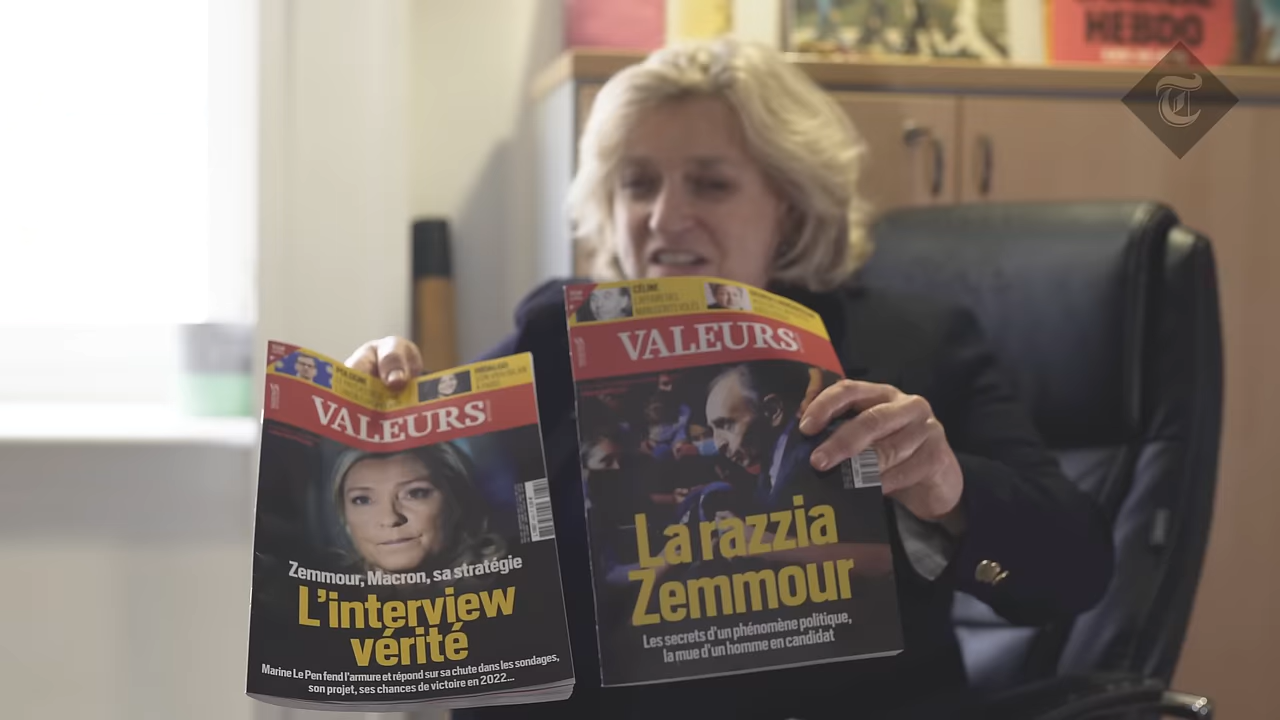 HEBDO
T
CÉLINE
VALEURS
VALEURS
Zemmour, Macron, sa stratégie
L'interview
vérité
Marine Le Pen fend l'armure et répond sur sa chute dans les sondages,
son projet, ses chances de victoire en 2022...
La razzia
Zemmour
Les secrets d'un phénomène politique,
la mue d'un homme en candidat